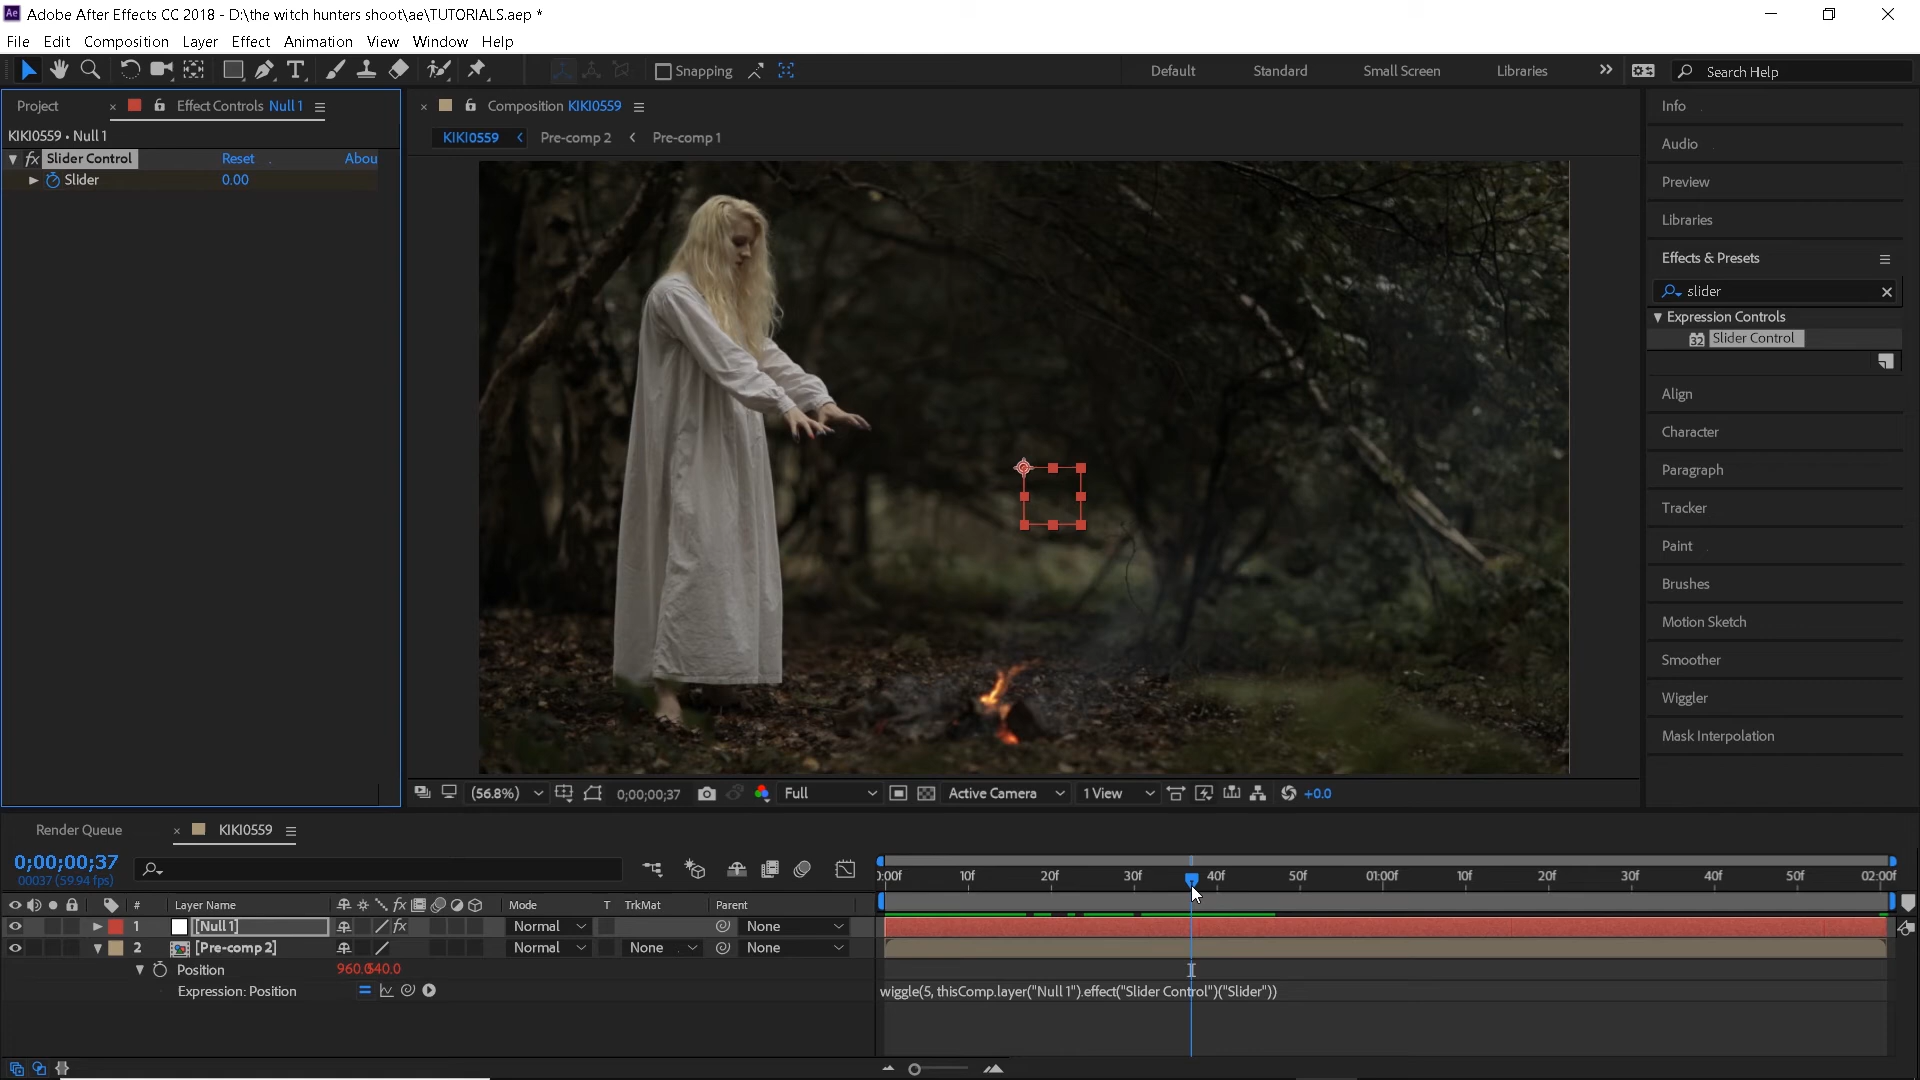 Adobe After Effects CC 2018 - D:\the witch hunters shoot\ae\TUTORIALS.aep *
File Edit Composition Layer Effect Animation View Window Help
Snapping Default Standard Small Screen Libraries Search Help
Project Effect Controls Null 1 Composition KIKI0559 Info
KIKI0559 • Null 1 KIKI0559 Pre-comp 2 Pre-comp 1
Slider Control Reset Abou Audio
Slider 0.00 Preview
Libraries
Effects & Presets
slider
Expression Controls
Slider Control
Align
Character
Paragraph
Tracker
Paint
Brushes
Motion Sketch
Smoother
Wiggler
Mask Interpolation
(56.8%) 0;00;00;37 Full Active Camera 1 View +0.0
Render Queue KIKI0559
0;00;00;37
00037 (59.94 fps)
0:00f 10f 20f 30f 40f 50f 01:00f 10f 20f 30f 40f 50f 02:00f
# Layer Name Mode T TrkMat Parent
1 [Null 1] Normal None
2 [Pre-comp 2] Normal None None
Position 960.0 540.0
Expression: Position wiggle(5, thisComp.layer("Null 1").effect("Slider Control")("Slider"))